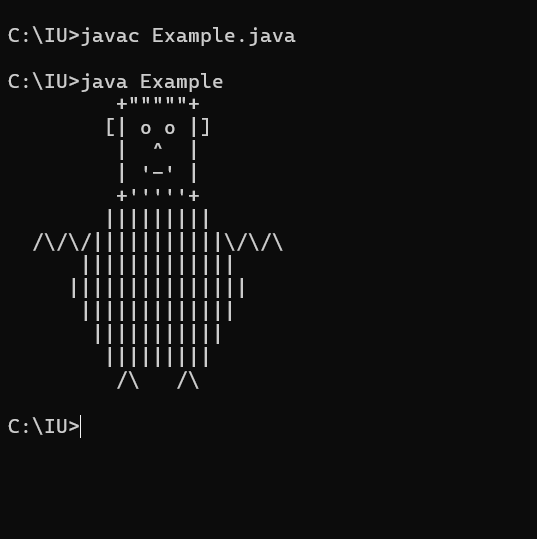 C:\IU>javac Example.java

C:\IU>java Example
         +"""""+
        [| o o |]
         |  ^  |
         | '-' |
         +'''''+
        |||||||||
  /\/\/|||||||||||\/\/\
      |||||||||||||
     |||||||||||||||
      |||||||||||||
       |||||||||||
        |||||||||
         /\   /\

C:\IU>